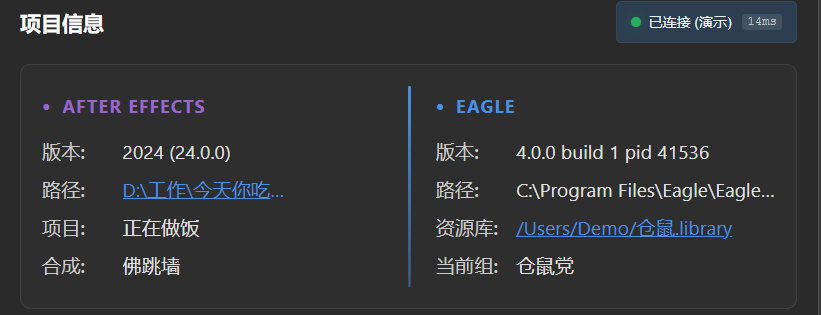 项目信息
已连接 (演示) 14ms
• AFTER EFFECTS
版本: 2024 (24.0.0)
路径: D:\工作\今天你吃...
项目: 正在做饭
合成: 佛跳墙
• EAGLE
版本: 4.0.0 build 1 pid 41536
路径: C:\Program Files\Eagle\Eagle...
资源库: /Users/Demo/仓鼠.library
当前组: 仓鼠党